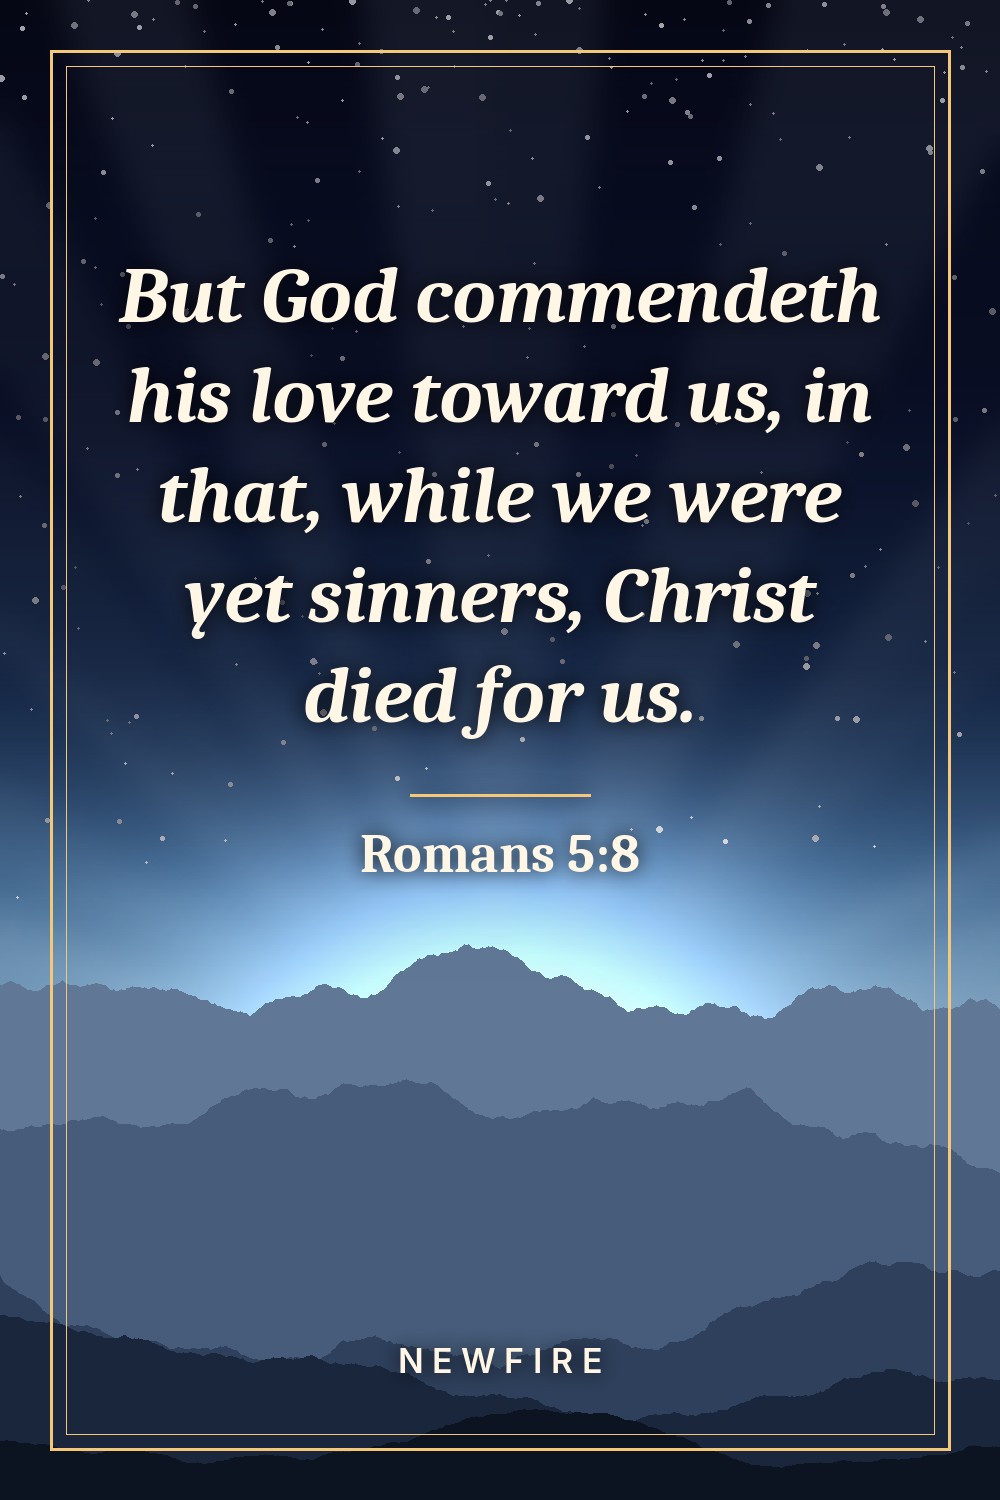 But God commendeth
his love toward us, in
that, while we were
yet sinners, Christ
died for us.
Romans 5:8
NEWFIRE